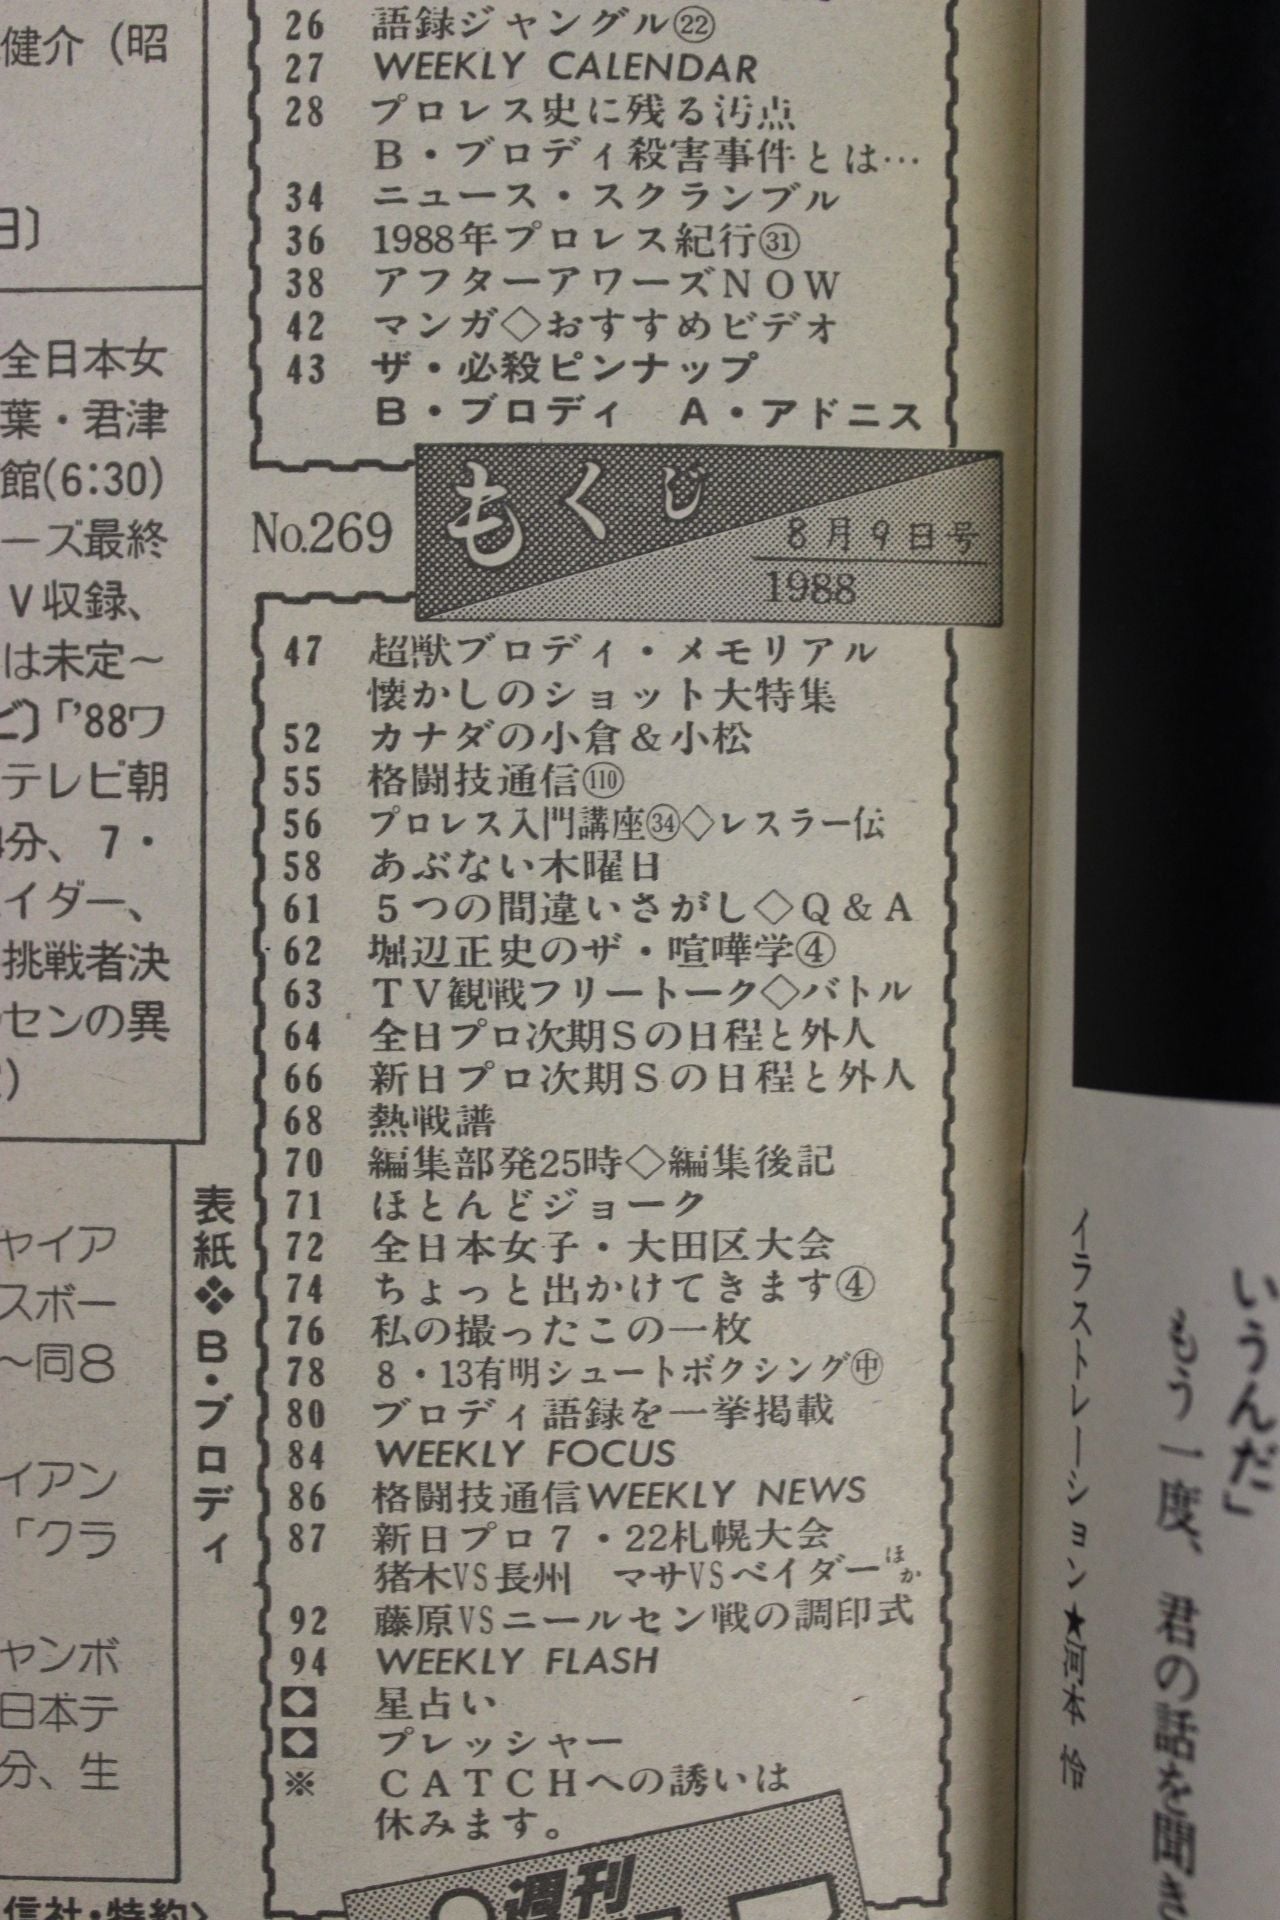 26 語録ジャングル㉒
27 WEEKLY CALENDAR
28 プロレス史に残る汚点
B・ブロディ殺害事件とは…
34 ニュース・スクランブル
36 1988年プロレス紀行㉛
38 アフターアワーズNOW
42 マンガ◇おすすめビデオ
43 ザ・必殺ピンナップ
B・ブロディ A・アドニス
No.269
もくじ
8月9日号
1988
47 超獣ブロディ・メモリアル
懐かしのショット大特集
52 カナダの小倉&小松
55 格闘技通信(110)
56 プロレス入門講座㉞◇レスラー伝
58 あぶない木曜日
61 5つの間違いさがし◇Q&A
62 堀辺正史のザ・喧嘩学④
63 TV観戦フリートーク◇バトル
64 全日プロ次期Sの日程と外人
66 新日プロ次期Sの日程と外人
68 熱戦譜
70 編集部発25時◇編集後記
71 ほとんどジョーク
72 全日本女子・大田区大会
74 ちょっと出かけてきます④
76 私の撮ったこの一枚
78 8・13有明シュートボクシング㊥
80 ブロディ語録を一挙掲載
84 WEEKLY FOCUS
86 格闘技通信WEEKLY NEWS
87 新日プロ7・22札幌大会
猪木VS長州 マサVSベイダーほか
92 藤原VSニールセン戦の調印式
94 WEEKLY FLASH
◇ 星占い
◇ プレッシャー
※ CATCHへの誘いは
休みます。
週刊
表紙❖B・ブロディ
健介（昭
日〕
全日本女
葉・君津
館(6:30)
ーズ最終
V収録、
は未定～
ビ〕「'88ワ
テレビ朝
分、7・
イダー、
挑戦者決
センの異
ャイア
スボー
～同8
イアン
「クラ
ャンボ
日本テ
分、生
信社・特約〉
イラストレーション★河本 怜
いうんだ」
もう一度、君の話を聞き